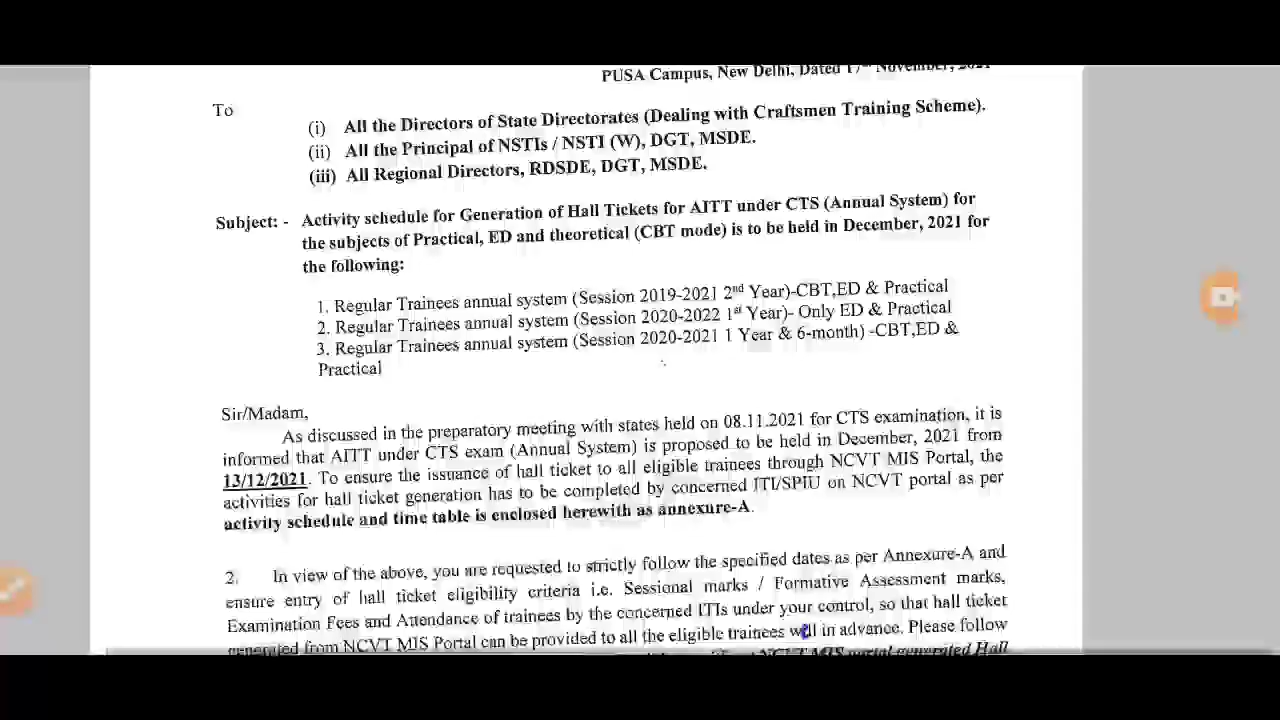 PUSA Campus, New Delhi, Dated 17th November, 2021
To
(i) All the Directors of State Directorates (Dealing with Craftsmen Training Scheme).
(ii) All the Principal of NSTIs / NSTI (W), DGT, MSDE.
(iii) All Regional Directors, RDSDE, DGT, MSDE.
Subject: - Activity schedule for Generation of Hall Tickets for AITT under CTS (Annual System) for
the subjects of Practical, ED and theoretical (CBT mode) is to be held in December, 2021 for
the following:
1. Regular Trainees annual system (Session 2019-2021 2nd Year)-CBT,ED & Practical
2. Regular Trainees annual system (Session 2020-2022 1st Year)- Only ED & Practical
3. Regular Trainees annual system (Session 2020-2021 1 Year & 6-month) -CBT,ED &
Practical
Sir/Madam,
As discussed in the preparatory meeting with states held on 08.11.2021 for CTS examination, it is
informed that AITT under CTS exam (Annual System) is proposed to be held in December, 2021 from
13/12/2021. To ensure the issuance of hall ticket to all eligible trainees through NCVT MIS Portal, the
activities for hall ticket generation has to be completed by concerned ITI/SPIU on NCVT portal as per
activity schedule and time table is enclosed herewith as annexure-A.
2. In view of the above, you are requested to strictly follow the specified dates as per Annexure-A and
ensure entry of hall ticket eligibility criteria i.e. Sessional marks / Formative Assessment marks,
Examination Fees and Attendance of trainees by the concerned ITIs under your control, so that hall ticket
generated from NCVT MIS Portal can be provided to all the eligible trainees well in advance. Please follow
NCVT MIS portal generated Hall